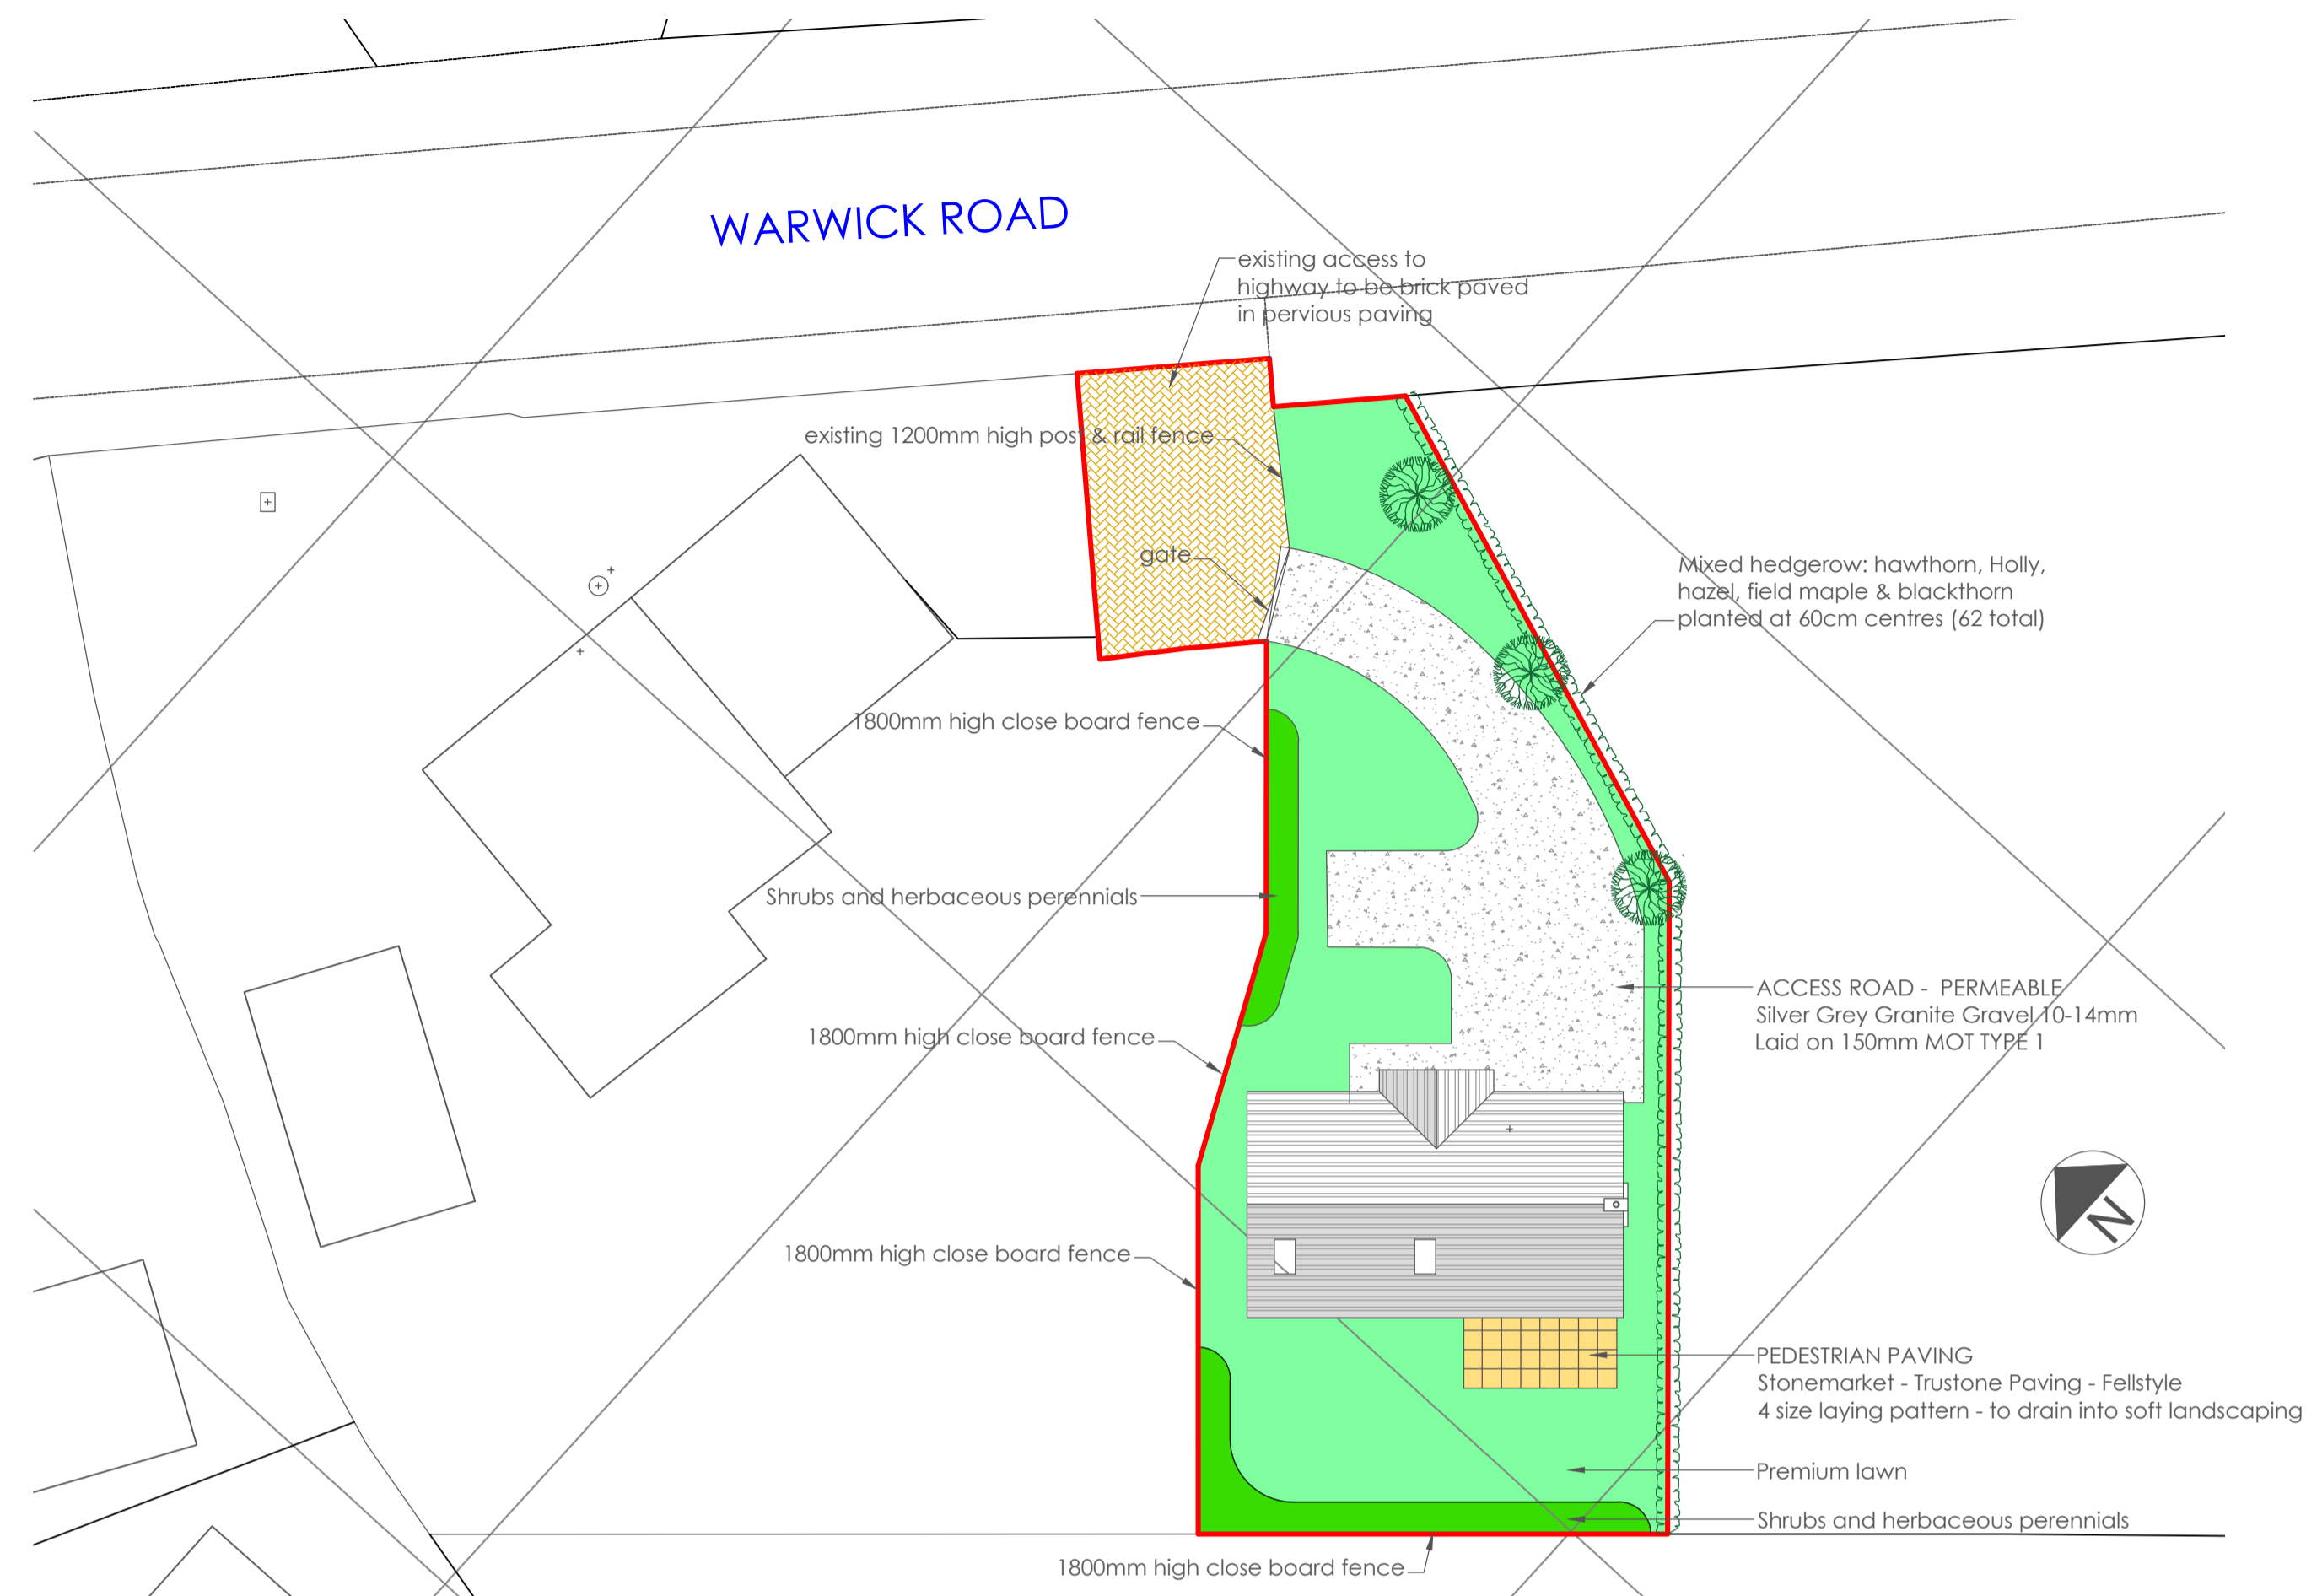 WARWICK ROAD
existing access to
highway to be brick paved
in pervious paving
existing 1200mm high post & rail fence
gate
Mixed hedgerow: hawthorn, Holly,
hazel, field maple & blackthorn
planted at 60cm centres (62 total)
1800mm high close board fence
Shrubs and herbaceous perennials
ACCESS ROAD - PERMEABLE
Silver Grey Granite Gravel 10-14mm
Laid on 150mm MOT TYPE 1
1800mm high close board fence
N
1800mm high close board fence
PEDESTRIAN PAVING
Stonemarket - Trustone Paving - Fellstyle
4 size laying pattern - to drain into soft landscaping
Premium lawn
Shrubs and herbaceous perennials
1800mm high close board fence